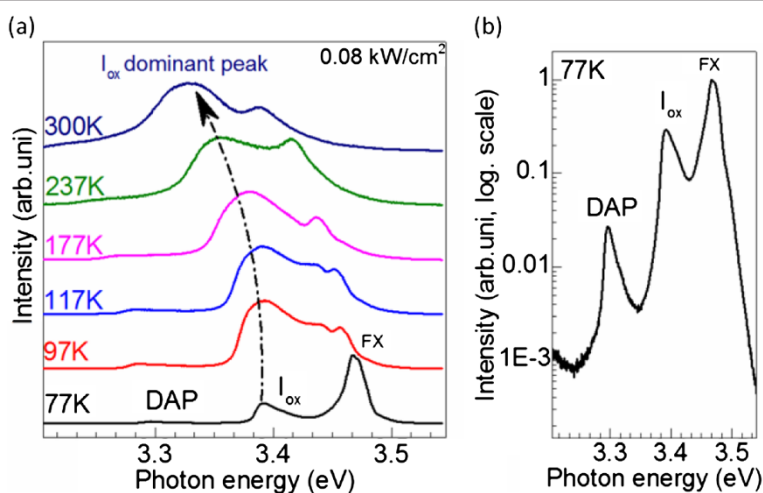 (a)
I_ox dominant peak
0.08 kW/cm²
300K
237K
177K
117K
97K
77K
DAP
I_ox
FX
Intensity (arb.uni)
3.3
3.4
3.5
Photon energy (eV)
(b)
77K
FX
I_ox
DAP
1
0.1
0.01
1E-3
Intensity (arb.uni, log. scale)
3.3
3.4
3.5
Photon energy (eV)